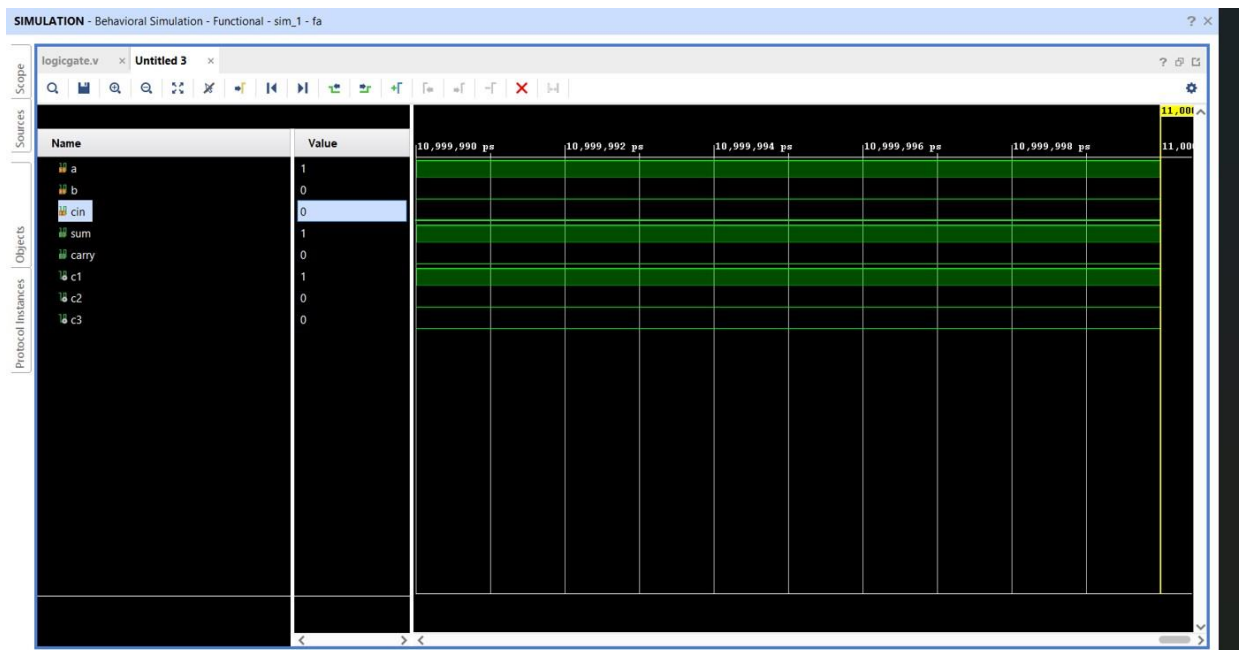 SIMULATION - Behavioral Simulation - Functional - sim_1 - fa
Scope
Sources
Objects
Protocol Instances
logicgate.v
Untitled 3
Name Value
a 1
b 0
cin 0
sum 1
carry 0
c1 1
c2 0
c3 0
11,00
10,999,990 ps 10,999,992 ps 10,999,994 ps 10,999,996 ps 10,999,998 ps 11,00